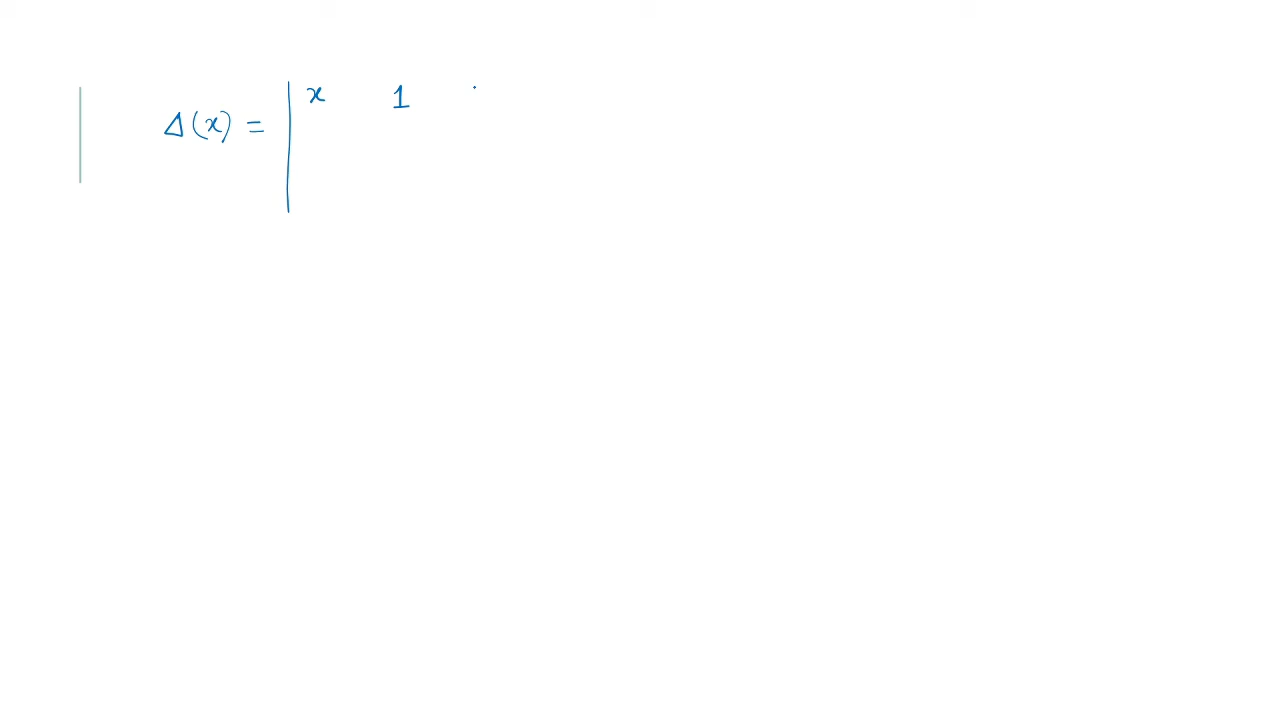 Δ(x) = | x 1